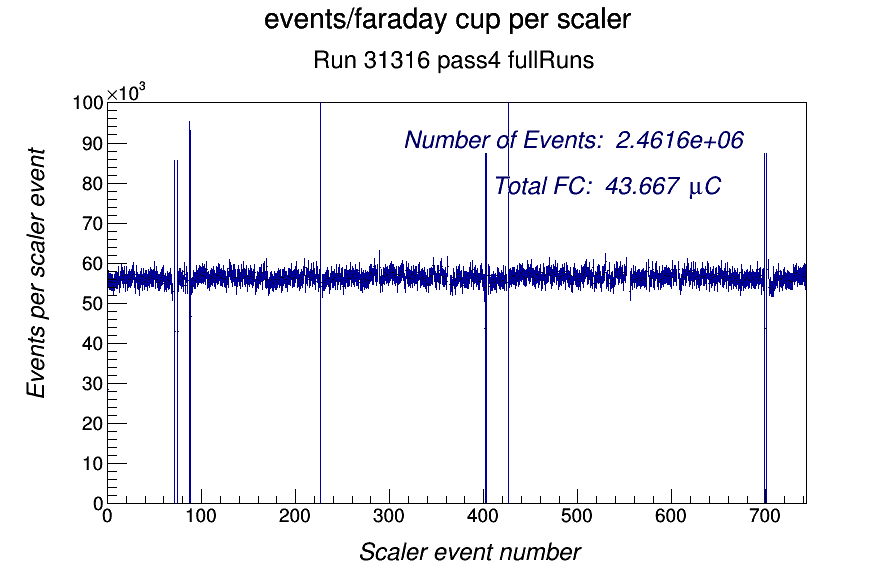 events/faraday cup per scaler
Run 31316 pass4 fullRuns
×10³
100
90
80
70
60
50
40
30
20
10
0
Events per scaler event
Number of Events: 2.4616e+06
Total FC: 43.667 μC
0 100 200 300 400 500 600 700
Scaler event number